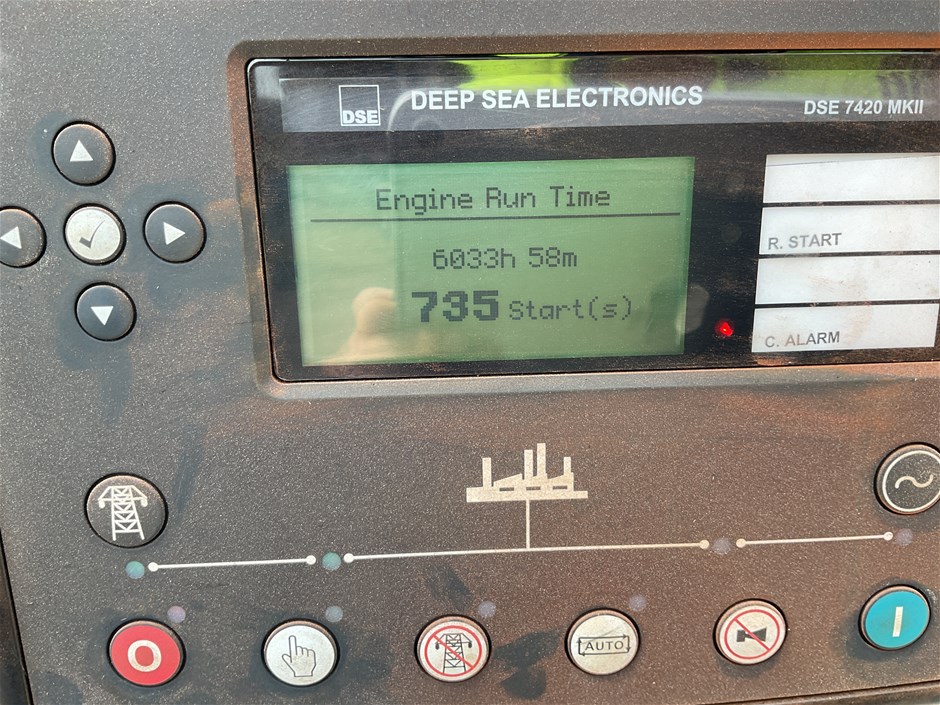 DSE
DEEP SEA ELECTRONICS
DSE 7420 MKII
Engine Run Time
6033h 58m
735 Start(s)
R. START
C. ALARM
O
AUTO
I